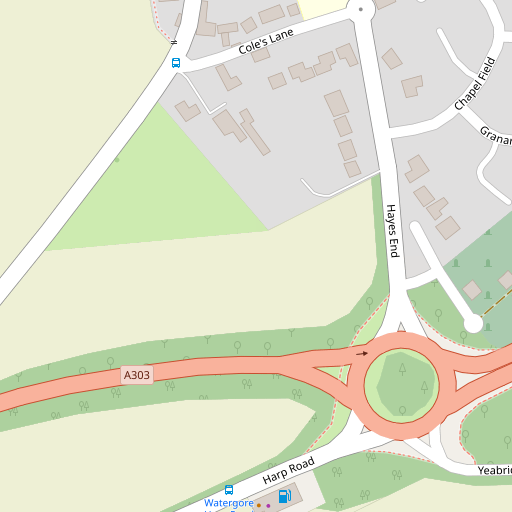 Cole's Lane
Chapel Field
Hayes End
A303
Harp Road
Watergore